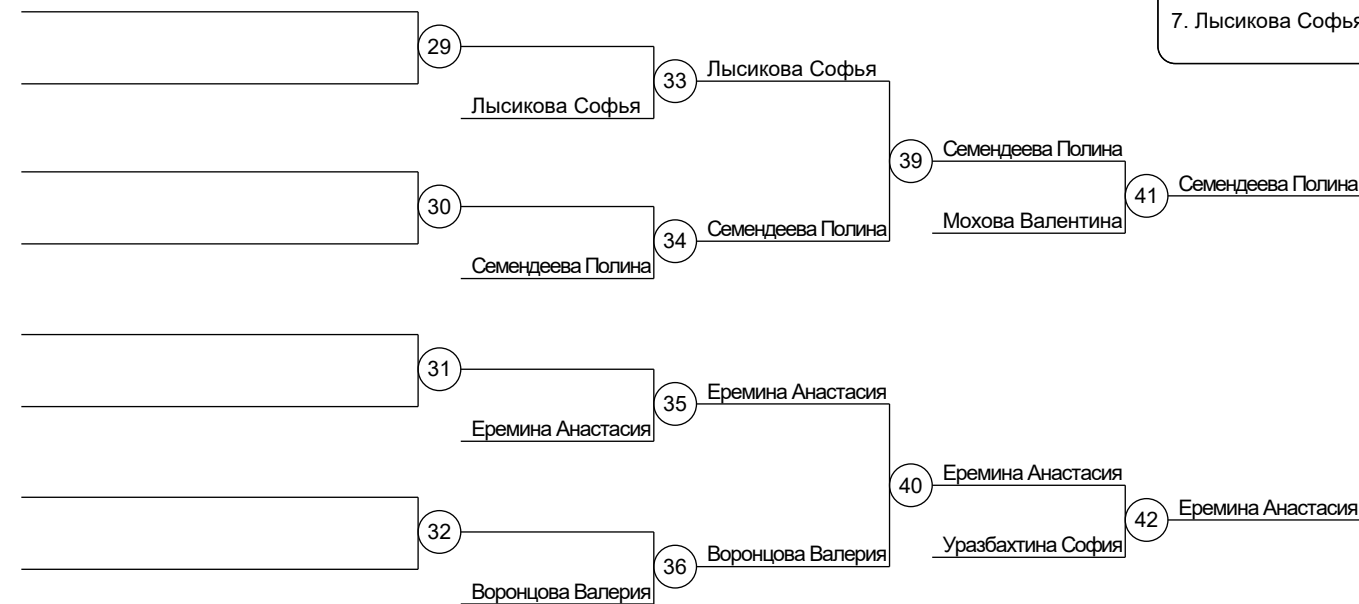 7. Лысикова Софья
29
33
Лысикова Софья
Лысикова Софья
39
Семендеева Полина
41
Семендеева Полина
30
34
Семендеева Полина
Мохова Валентина
Семендеева Полина
31
35
Еремина Анастасия
Еремина Анастасия
40
Еремина Анастасия
42
Еремина Анастасия
32
36
Воронцова Валерия
Уразбахтина София
Воронцова Валерия